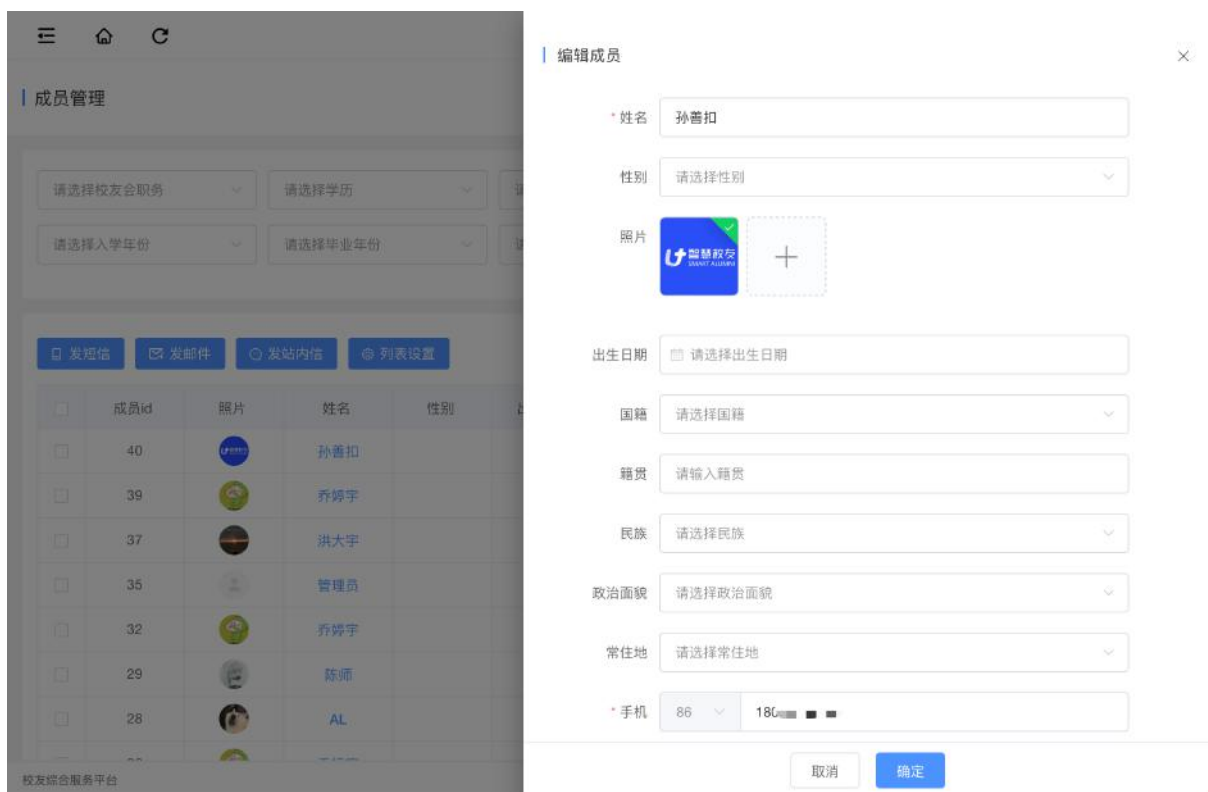 编辑成员
成员管理
* 姓名 孙善扣
请选择校友会职务 请选择学历
性别 请选择性别
照片 智慧校友
SMART ALUMNI
请选择入学年份 请选择毕业年份
发短信 发邮件 发站内信 列表设置
出生日期 请选择出生日期
成员id 照片 姓名 性别
国籍 请选择国籍
40 孙善扣
籍贯 请输入籍贯
39 乔婷宇
民族 请选择民族
37 洪大宇
政治面貌 请选择政治面貌
35 管理员
32 乔婷宇
常住地 请选择常住地
29 陈师
* 手机 86 180
28 AL
取消 确定
校友综合服务平台